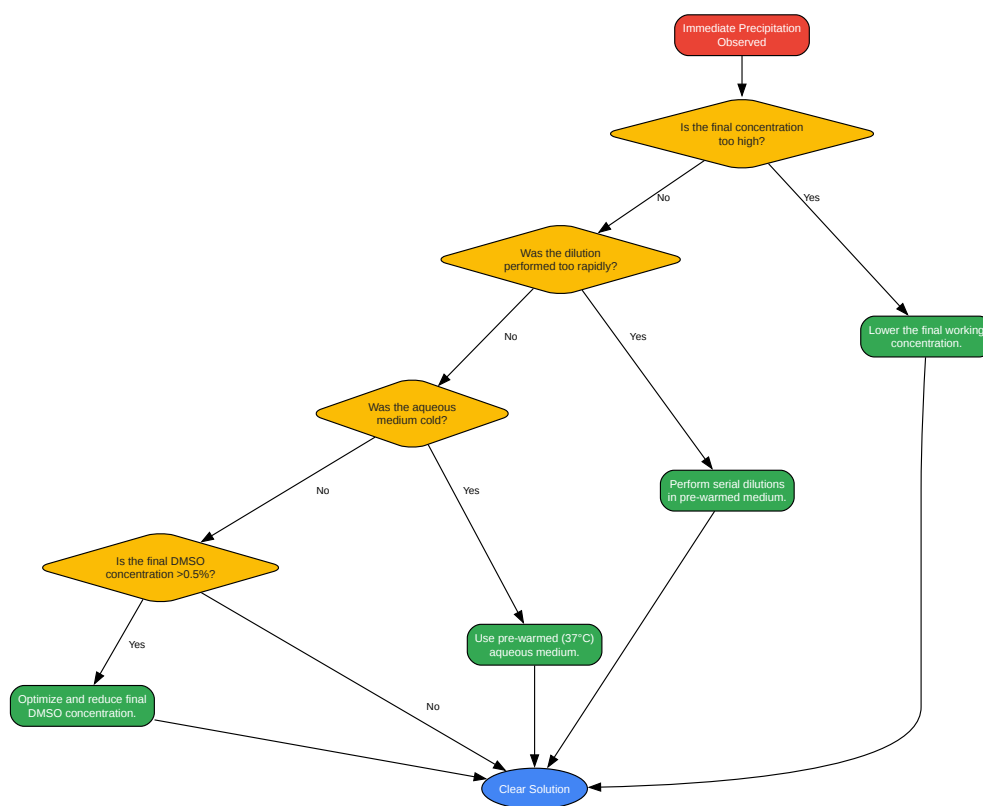 Immediate Precipitation
Observed
Is the final concentration
too high?
No
Yes
Was the dilution
performed too rapidly?
Lower the final working
concentration.
No
Yes
Was the aqueous
medium cold?
Perform serial dilutions
in pre-warmed medium.
No
Yes
Is the final DMSO
concentration >0.5%?
Use pre-warmed (37°C)
aqueous medium.
Yes
No
Optimize and reduce final
DMSO concentration.
Clear Solution